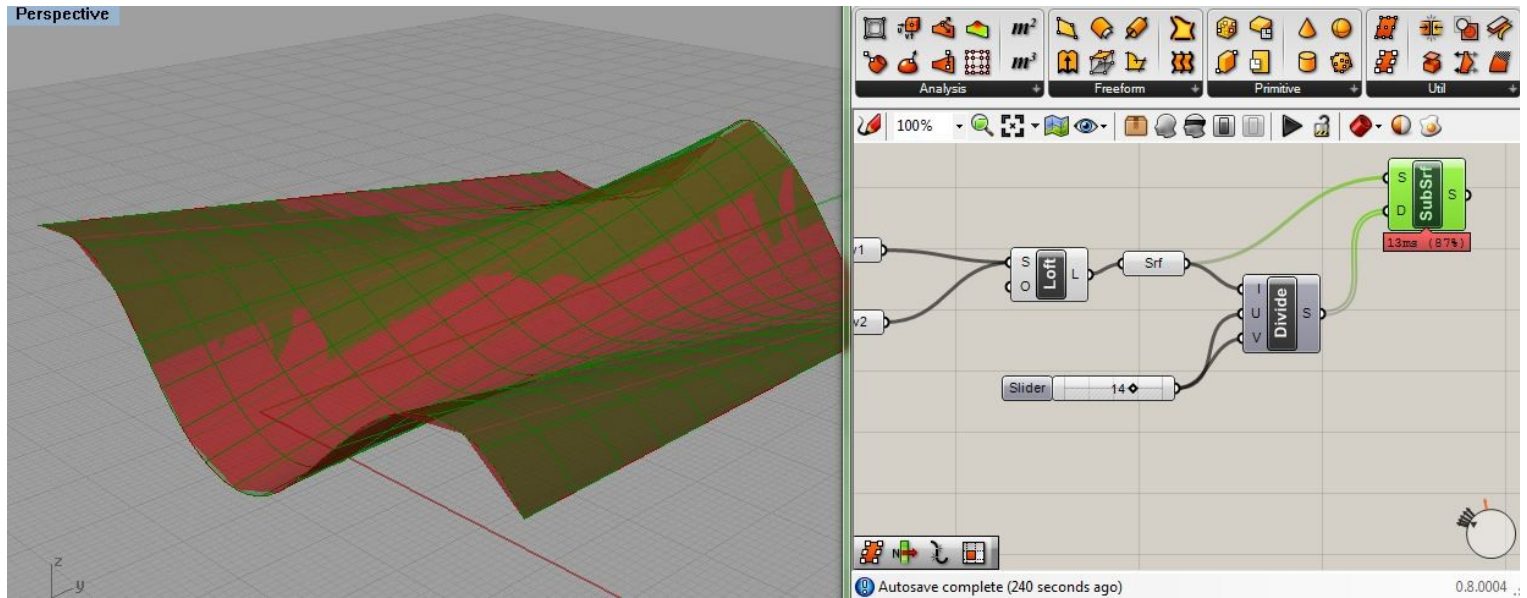 Perspective
z
y
m²
m³
Analysis
Freeform
Primitive
Util
100%
S
D
SubSrf
S
13ms (87%)
v1
v2
S
O
Loft
L
Srf
I
U
V
Divide
S
Slider
14
N
Autosave complete (240 seconds ago)
0.8.0004